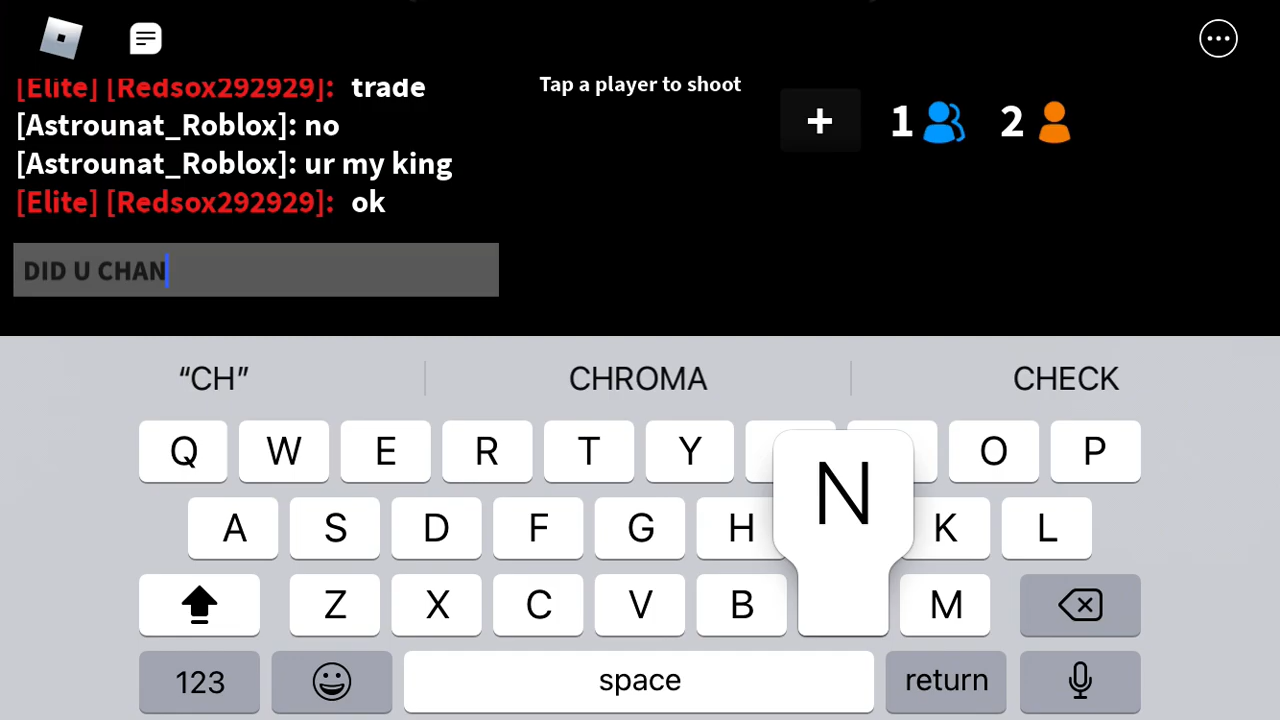 [Elite] [Redsox292929]: trade
[Astrounat_Roblox]: no
[Astrounat_Roblox]: ur my king
[Elite] [Redsox292929]: ok
DID U CHAN
Tap a player to shoot
+ 1 2
“CH” CHROMA CHECK
Q W E R T Y O P
A S D F G H K L
N
Z X C V B M
123 space return